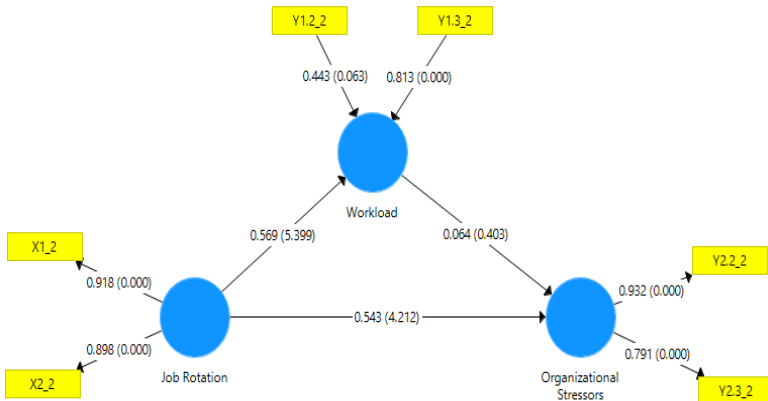 Y1.2_2
Y1.3_2
0.443 (0.063)
0.813 (0.000)
Workload
0.569 (5.399)
0.064 (0.403)
X1_2
Y2.2_2
0.918 (0.000)
0.932 (0.000)
0.543 (4.212)
0.898 (0.000)
0.791 (0.000)
X2_2
Job Rotation
Organizational
Stressors
Y2.3_2